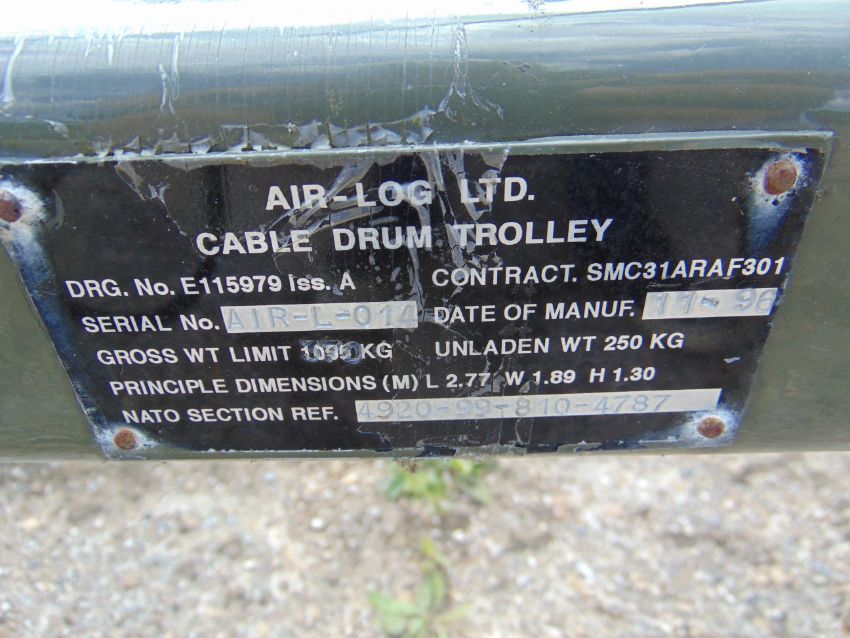 AIR-LOG LTD.
CABLE DRUM TROLLEY
DRG. No. E115979 Iss. A CONTRACT. SMC31ARAF301
SERIAL No. AIR-L-014 DATE OF MANUF. 11- 96
GROSS WT LIMIT KG UNLADEN WT 250 KG
PRINCIPLE DIMENSIONS (M) L 2.77 W 1.89 H 1.30
NATO SECTION REF. 4920-99-810-4787